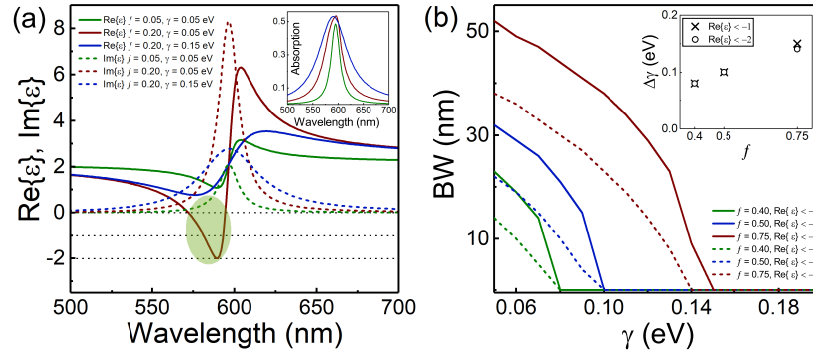 (a)
Re{ε} f = 0.05, γ = 0.05 eV
Re{ε} f = 0.20, γ = 0.05 eV
Re{ε} f = 0.20, γ = 0.15 eV
Im{ε} f = 0.05, γ = 0.05 eV
Im{ε} f = 0.20, γ = 0.05 eV
Im{ε} f = 0.20, γ = 0.15 eV
Absorption
0.5
0.3
0.1
500 550 600 650 700
Wavelength (nm)
Re{ε}, Im{ε}
8
6
4
2
0
-2
500 550 600 650 700
Wavelength (nm)
(b)
Δγ (eV)
0.2
0.1
0.0
× Re{ε} < -1
○ Re{ε} < -2
0.4 0.5 0.75
f
BW (nm)
50
30
10
f = 0.40, Re{ε} < -
f = 0.50, Re{ε} < -
f = 0.75, Re{ε} < -
f = 0.40, Re{ε} < -
f = 0.50, Re{ε} < -
f = 0.75, Re{ε} < -
0.06 0.10 0.14 0.18
γ (eV)